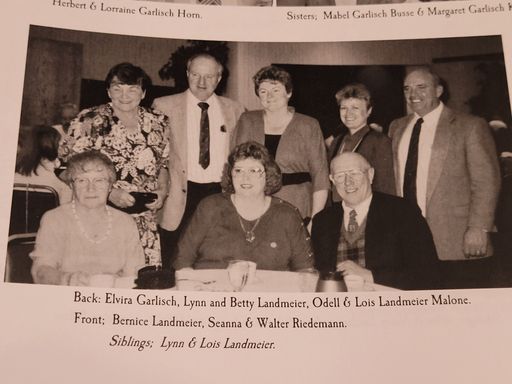 Herbert & Lorraine Garlisch Horn.
Sisters; Mabel Garlisch Busse & Margaret Garlisch
Back: Elvira Garlisch, Lynn and Betty Landmeier, Odell & Lois Landmeier Malone.
Front; Bernice Landmeier, Seanna & Walter Riedemann.
Siblings; Lynn & Lois Landmeier.